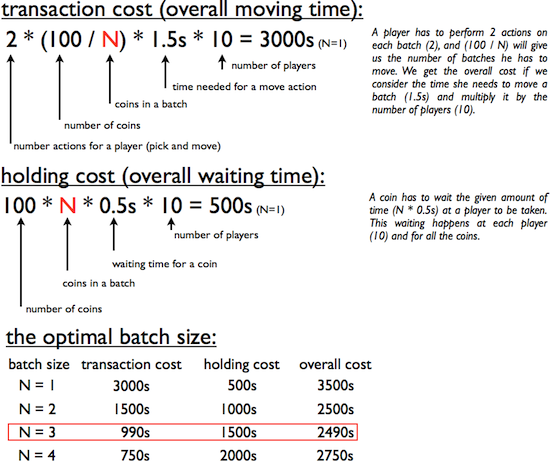 transaction cost (overall moving time):
2 * (100 / N) * 1.5s * 10 = 3000s (N=1)
number of players
time needed for a move action
coins in a batch
number of coins
number actions for a player (pick and move)
A player has to perform 2 actions on
each batch (2), and (100 / N) will give
us the number of batches he has to
move. We get the overall cost if we
consider the time she needs to move a
batch (1.5s) and multiply it by the
number of players (10).
holding cost (overall waiting time):
100 * N * 0.5s * 10 = 500s (N=1)
number of players
waiting time for a coin
coins in a batch
number of coins
A coin has to wait the given amount of
time (N * 0.5s) at a player to be taken.
This waiting happens at each player
(10) and for all the coins.
the optimal batch size:
batch size transaction cost holding cost overall cost
N = 1 3000s 500s 3500s
N = 2 1500s 1000s 2500s
N = 3 990s 1500s 2490s
N = 4 750s 2000s 2750s